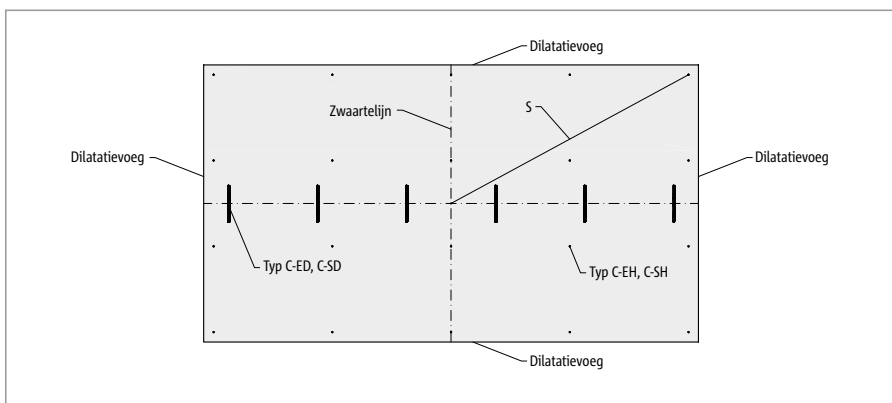 Dilatatievoeg
Zwaartelijn
S
Dilatatievoeg
Dilatatievoeg
Typ C-ED, C-SD
Typ C-EH, C-SH
Dilatatievoeg